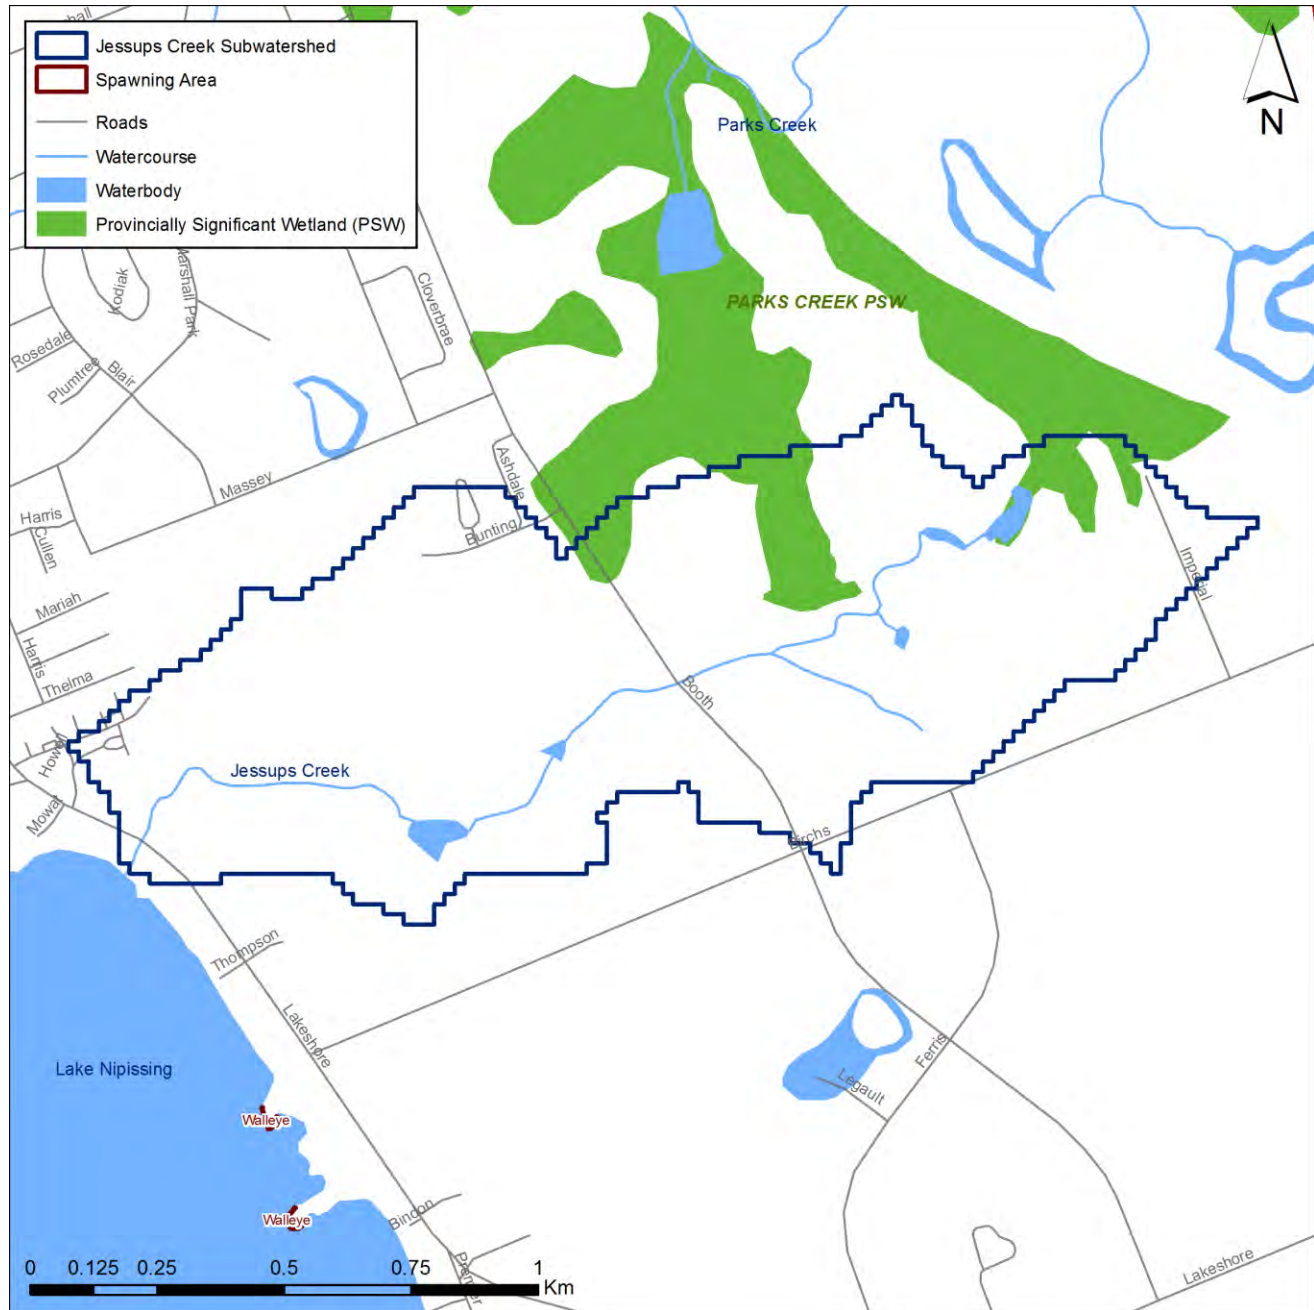 Jessups Creek Subwatershed
Spawning Area
Roads
Watercourse
Waterbody
Provincially Significant Wetland (PSW)
N
Parks Creek
PARKS CREEK PSW
Kodiak
Marshall Park
Cloverbrae
Rosedale
Plumtree
Blair
Massey
Ashdale
Bunting
Harris
Cullen
Mariah
Harris
Thelma
Imperial
Booth
Mowat
Jessups Creek
Birchs
Thompson
Lakeshore
Lake Nipissing
Ferris
Legault
Walleye
Walleye
Premier
Lakeshore
0 0.125 0.25 0.5 0.75 1
Km